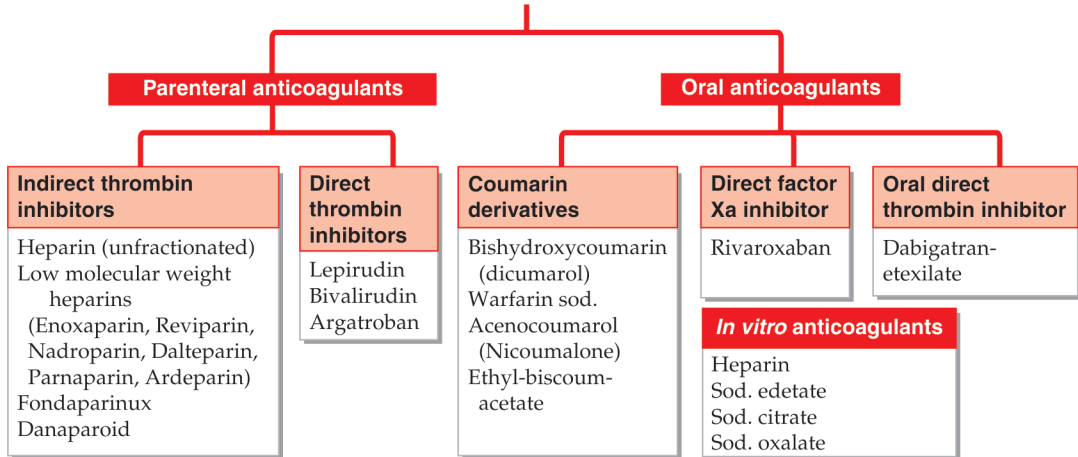 Parenteral anticoagulants
Oral anticoagulants
Indirect thrombin
inhibitors
Heparin (unfractionated)
Low molecular weight
heparins
(Enoxaparin, Reviparin,
Nadroparin, Dalteparin,
Parnaparin, Ardeparin)
Fondaparinux
Danaparoid
Direct
thrombin
inhibitors
Lepirudin
Bivalirudin
Argatroban
Coumarin
derivatives
Bishydroxycoumarin
(dicumarol)
Warfarin sod.
Acenocoumarol
(Nicoumalone)
Ethyl-biscoum-
acetate
Direct factor
Xa inhibitor
Rivaroxaban
Oral direct
thrombin inhibitor
Dabigatran-
etexilate
In vitro anticoagulants
Heparin
Sod. edetate
Sod. citrate
Sod. oxalate